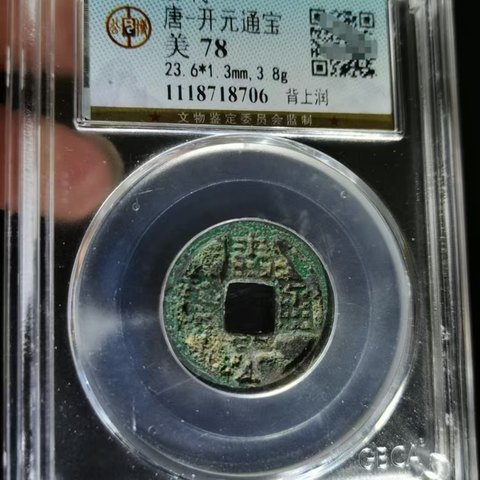 唐-开元通宝
美 78
23.6*1.3mm,3.8g
1118718706 背上润
文物鉴定委员会监制
開元通寶
GBCA